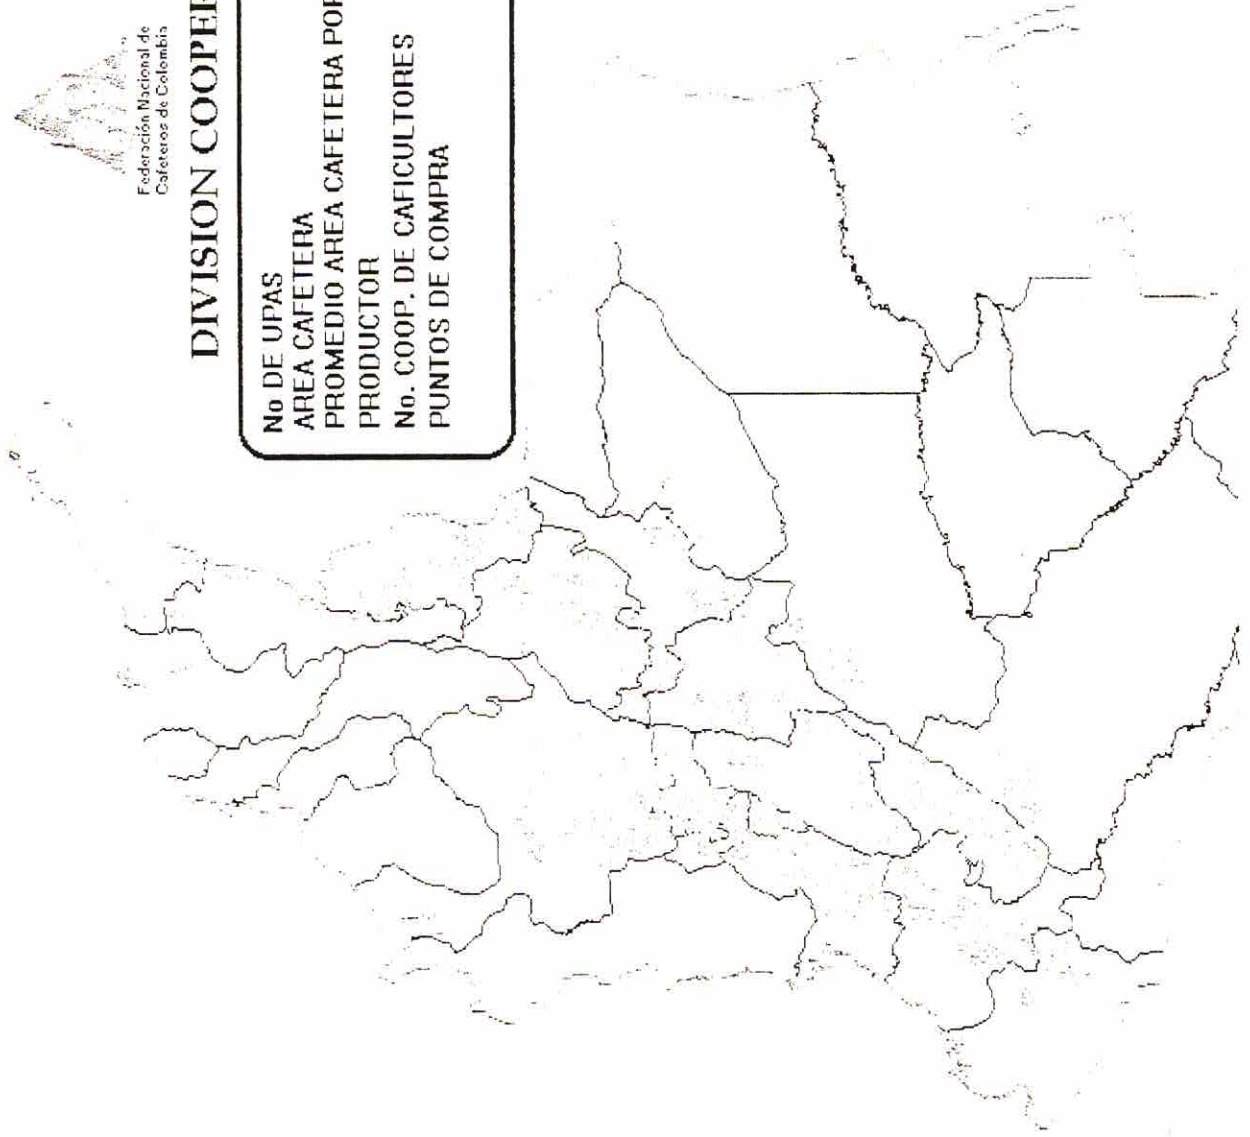 Federación Nacional de
Cafeteros de Colombia
DIVISION COOPE
No DE UPAS
AREA CAFETERA
PROMEDIO AREA CAFETERA POR
PRODUCTOR
No. COOP. DE CAFICULTORES
PUNTOS DE COMPRA